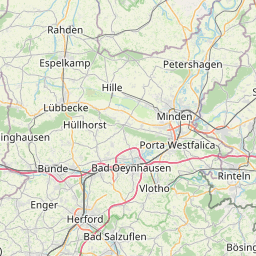 Rahden
Espelkamp
Petershagen
Hille
Lübbecke
Minden
Hüllhorst
inghausen
Porta Westfalica
Bünde
Bad Oeynhausen
Rinteln
Vlotho
Enger
Herford
Bad Salzuflen
Bösing